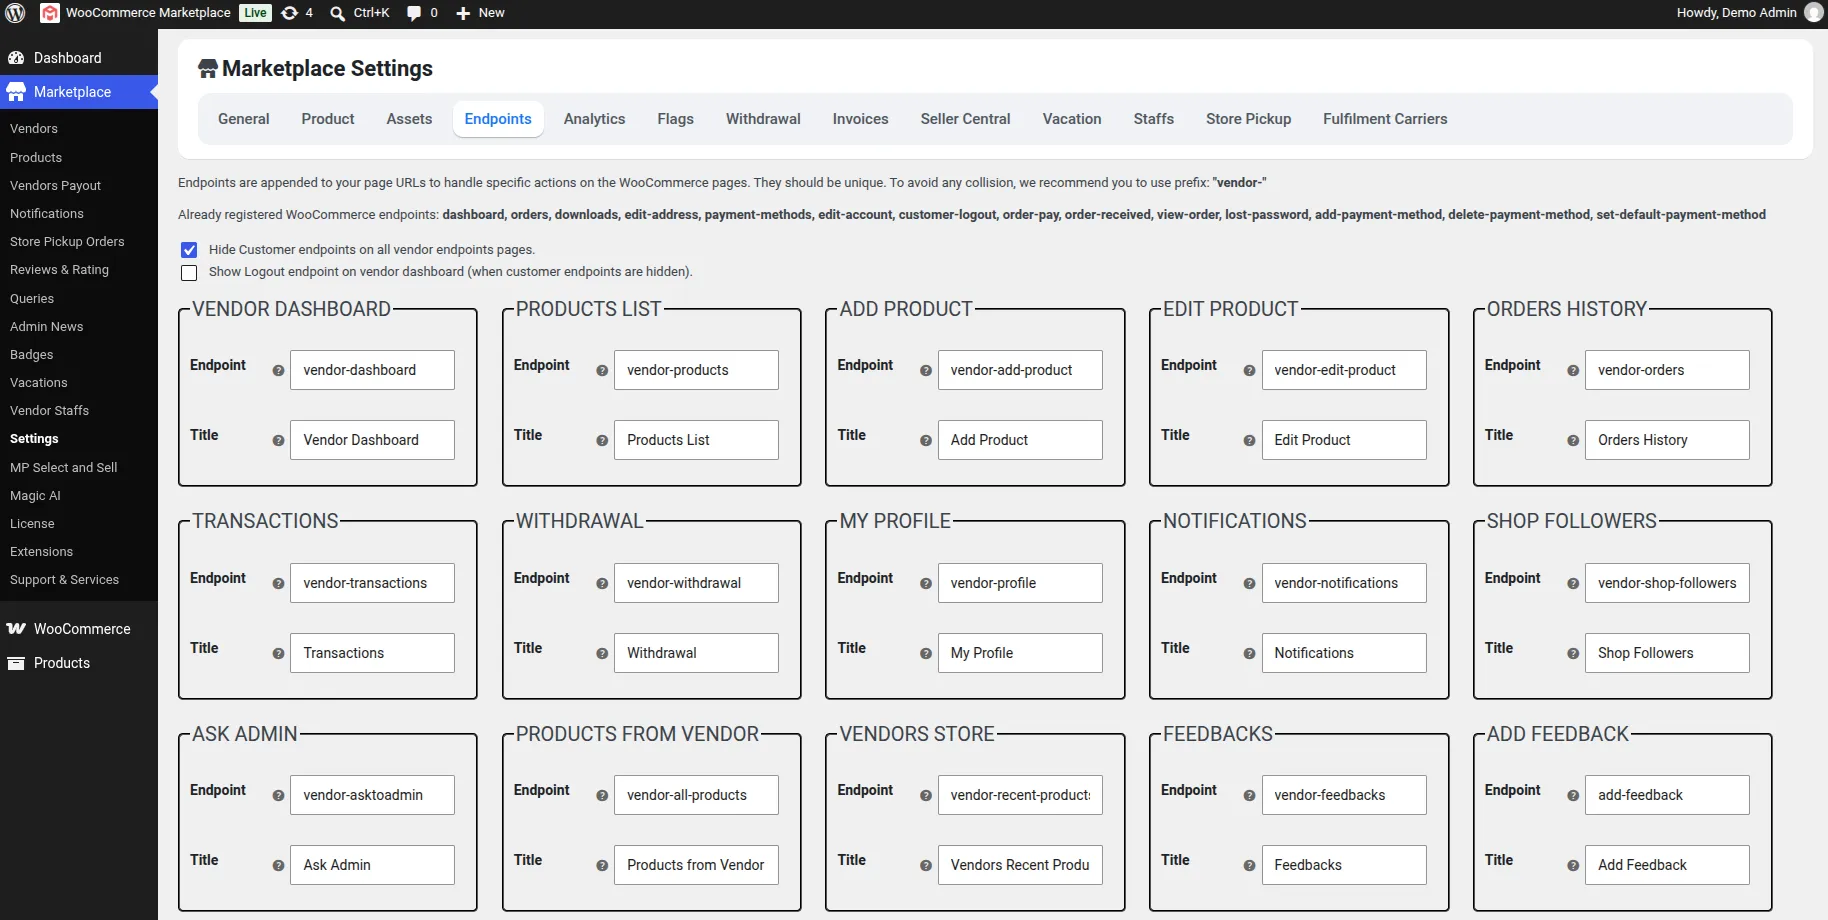 WooCommerce Marketplace Live 4 Ctrl+K 0 New Howdy, Demo Admin
Dashboard
Marketplace
Vendors
Products
Vendors Payout
Notifications
Store Pickup Orders
Reviews & Rating
Queries
Admin News
Badges
Vacations
Vendor Staffs
Settings
MP Select and Sell
Magic AI
License
Extensions
Support & Services
WooCommerce
Products
Marketplace Settings
General Product Assets Endpoints Analytics Flags Withdrawal Invoices Seller Central Vacation Staffs Store Pickup Fulfilment Carriers
Endpoints are appended to your page URLs to handle specific actions on the WooCommerce pages. They should be unique. To avoid any collision, we recommend you to use prefix: "vendor-"
Already registered WooCommerce endpoints: dashboard, orders, downloads, edit-address, payment-methods, edit-account, customer-logout, order-pay, order-received, view-order, lost-password, add-payment-method, delete-payment-method, set-default-payment-method
Hide Customer endpoints on all vendor endpoints pages.
Show Logout endpoint on vendor dashboard (when customer endpoints are hidden).
VENDOR DASHBOARD PRODUCTS LIST ADD PRODUCT EDIT PRODUCT ORDERS HISTORY
Endpoint ? vendor-dashboard Endpoint ? vendor-products Endpoint ? vendor-add-product Endpoint ? vendor-edit-product Endpoint ? vendor-orders
Title ? Vendor Dashboard Title ? Products List Title ? Add Product Title ? Edit Product Title ? Orders History
TRANSACTIONS WITHDRAWAL MY PROFILE NOTIFICATIONS SHOP FOLLOWERS
Endpoint ? vendor-transactions Endpoint ? vendor-withdrawal Endpoint ? vendor-profile Endpoint ? vendor-notifications Endpoint ? vendor-shop-followers
Title ? Transactions Title ? Withdrawal Title ? My Profile Title ? Notifications Title ? Shop Followers
ASK ADMIN PRODUCTS FROM VENDOR VENDORS STORE FEEDBACKS ADD FEEDBACK
Endpoint ? vendor-asktoadmin Endpoint ? vendor-all-products Endpoint ? vendor-recent-products Endpoint ? vendor-feedbacks Endpoint ? add-feedback
Title ? Ask Admin Title ? Products from Vendor Title ? Vendors Recent Produ Title ? Feedbacks Title ? Add Feedback